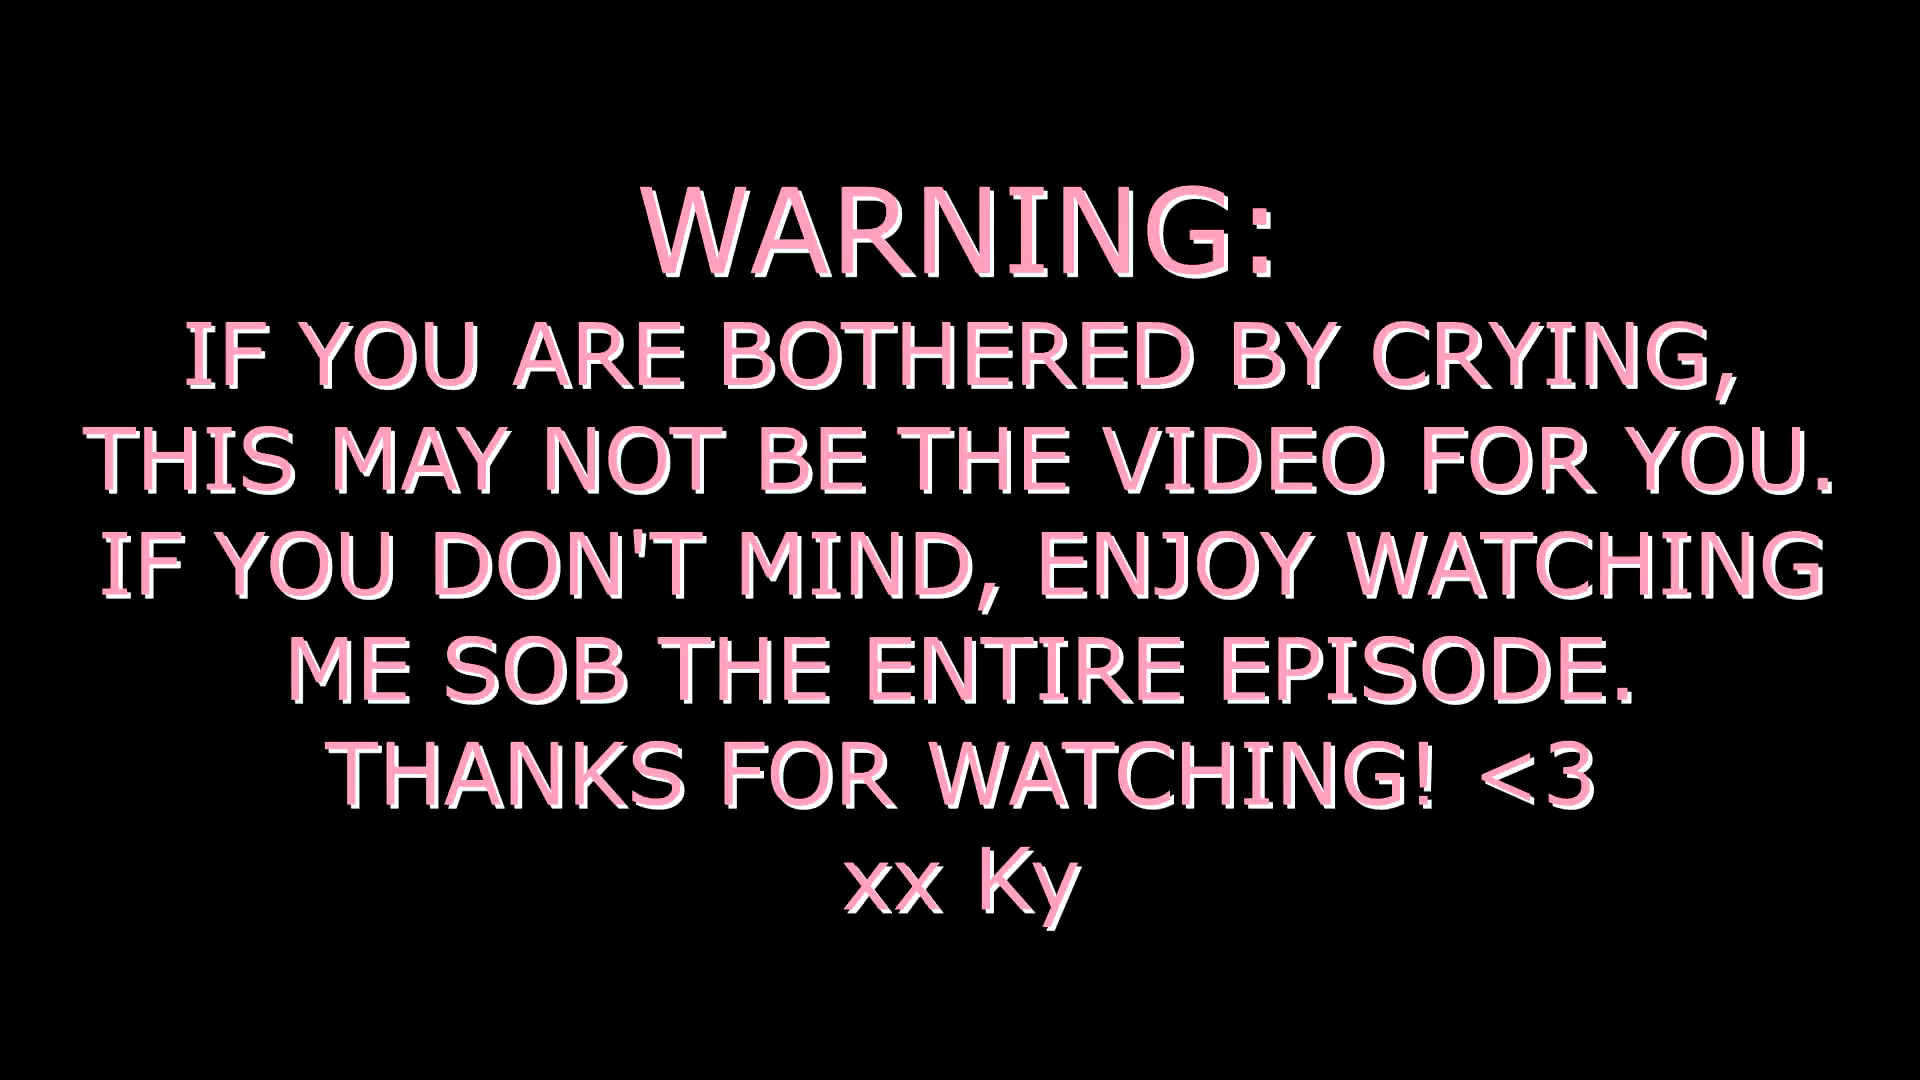 WARNING:
IF YOU ARE BOTHERED BY CRYING,
THIS MAY NOT BE THE VIDEO FOR YOU.
IF YOU DON'T MIND, ENJOY WATCHING
ME SOB THE ENTIRE EPISODE.
THANKS FOR WATCHING! <3
xx Ky